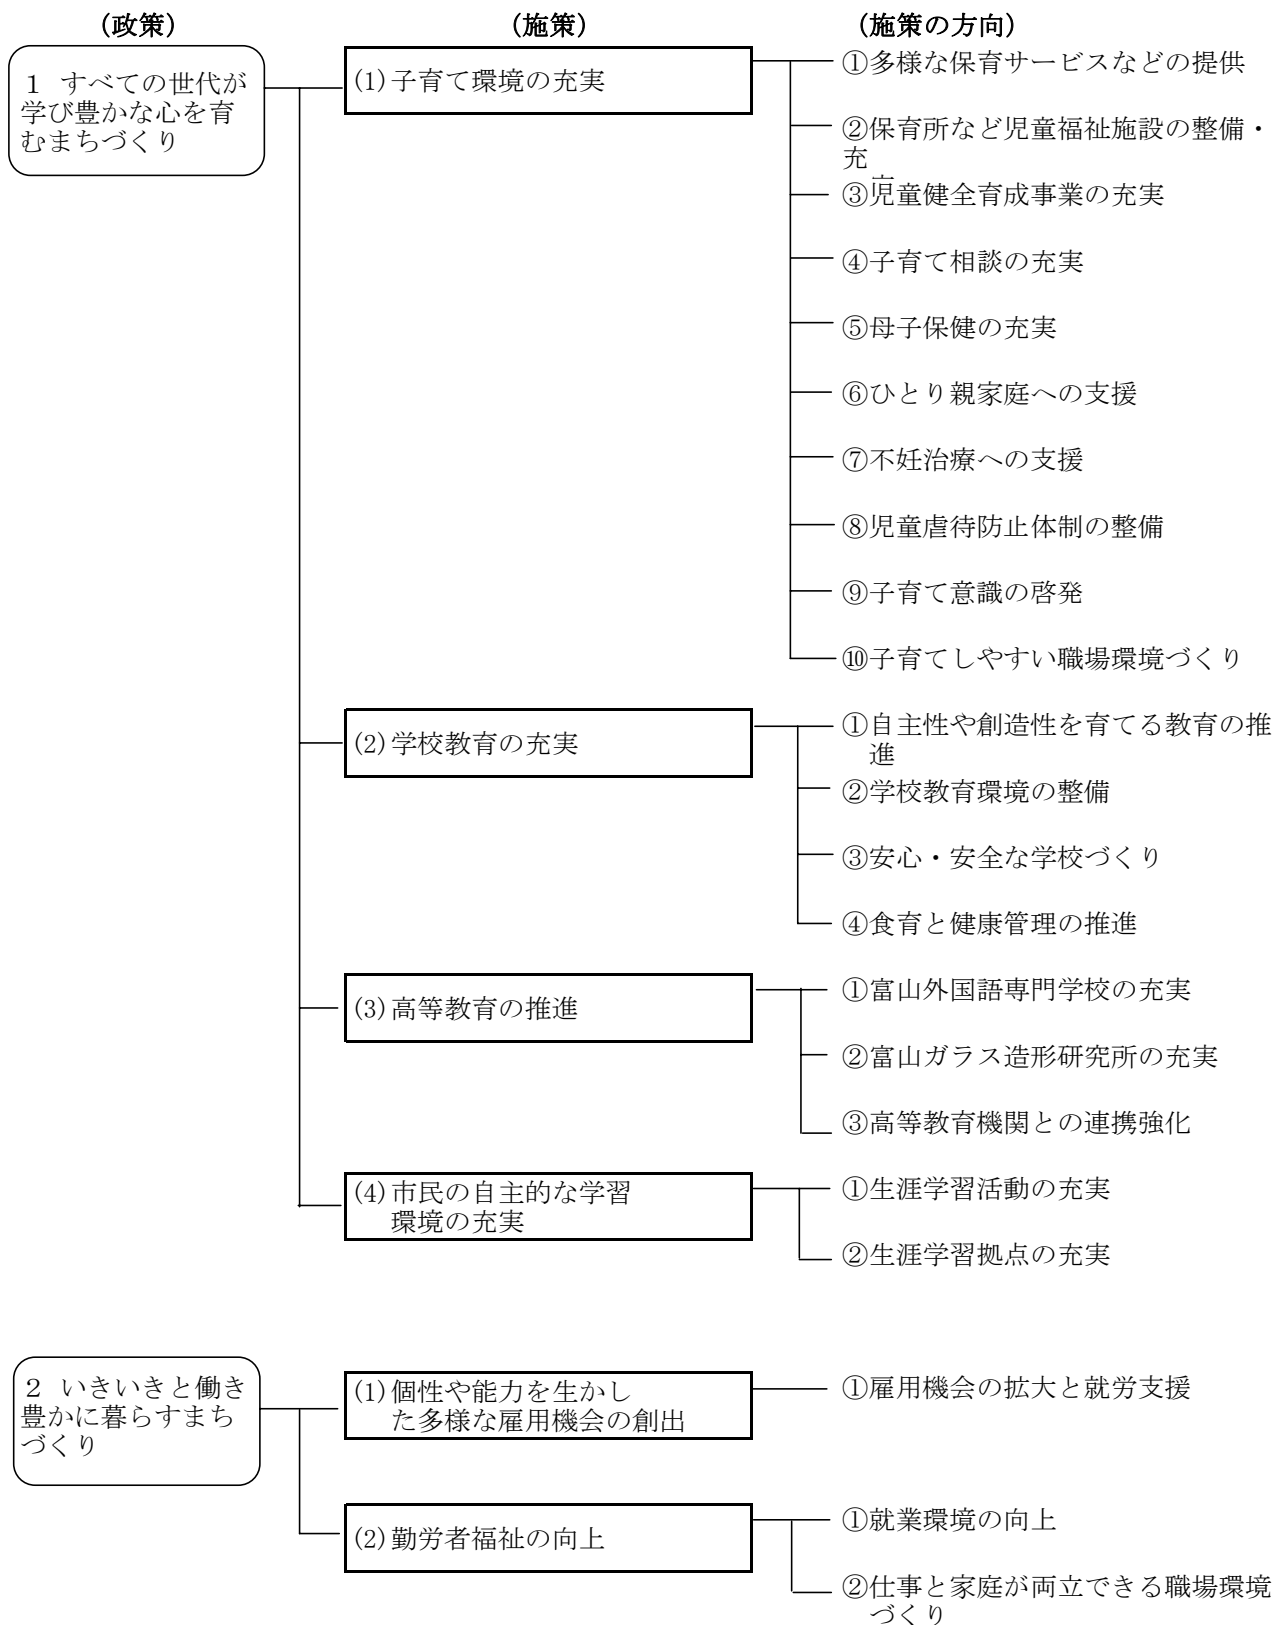 （政策）
（施策）
（施策の方向）
１ すべての世代が
学び豊かな心を育
むまちづくり
(1)子育て環境の充実
①多様な保育サービスなどの提供
②保育所など児童福祉施設の整備・
充
③児童健全育成事業の充実
④子育て相談の充実
⑤母子保健の充実
⑥ひとり親家庭への支援
⑦不妊治療への支援
⑧児童虐待防止体制の整備
⑨子育て意識の啓発
⑩子育てしやすい職場環境づくり
(2)学校教育の充実
①自主性や創造性を育てる教育の推
進
②学校教育環境の整備
③安心・安全な学校づくり
④食育と健康管理の推進
(3)高等教育の推進
①富山外国語専門学校の充実
②富山ガラス造形研究所の充実
③高等教育機関との連携強化
(4)市民の自主的な学習
環境の充実
①生涯学習活動の充実
②生涯学習拠点の充実
２ いきいきと働き
豊かに暮らすまち
づくり
(1)個性や能力を生かし
た多様な雇用機会の創出
①雇用機会の拡大と就労支援
(2)勤労者福祉の向上
①就業環境の向上
②仕事と家庭が両立できる職場環境
づくり